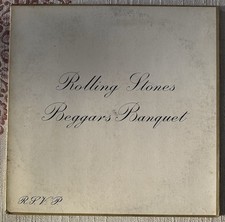 Rolling Stones
Beggars Banquet
R.S.V.P.